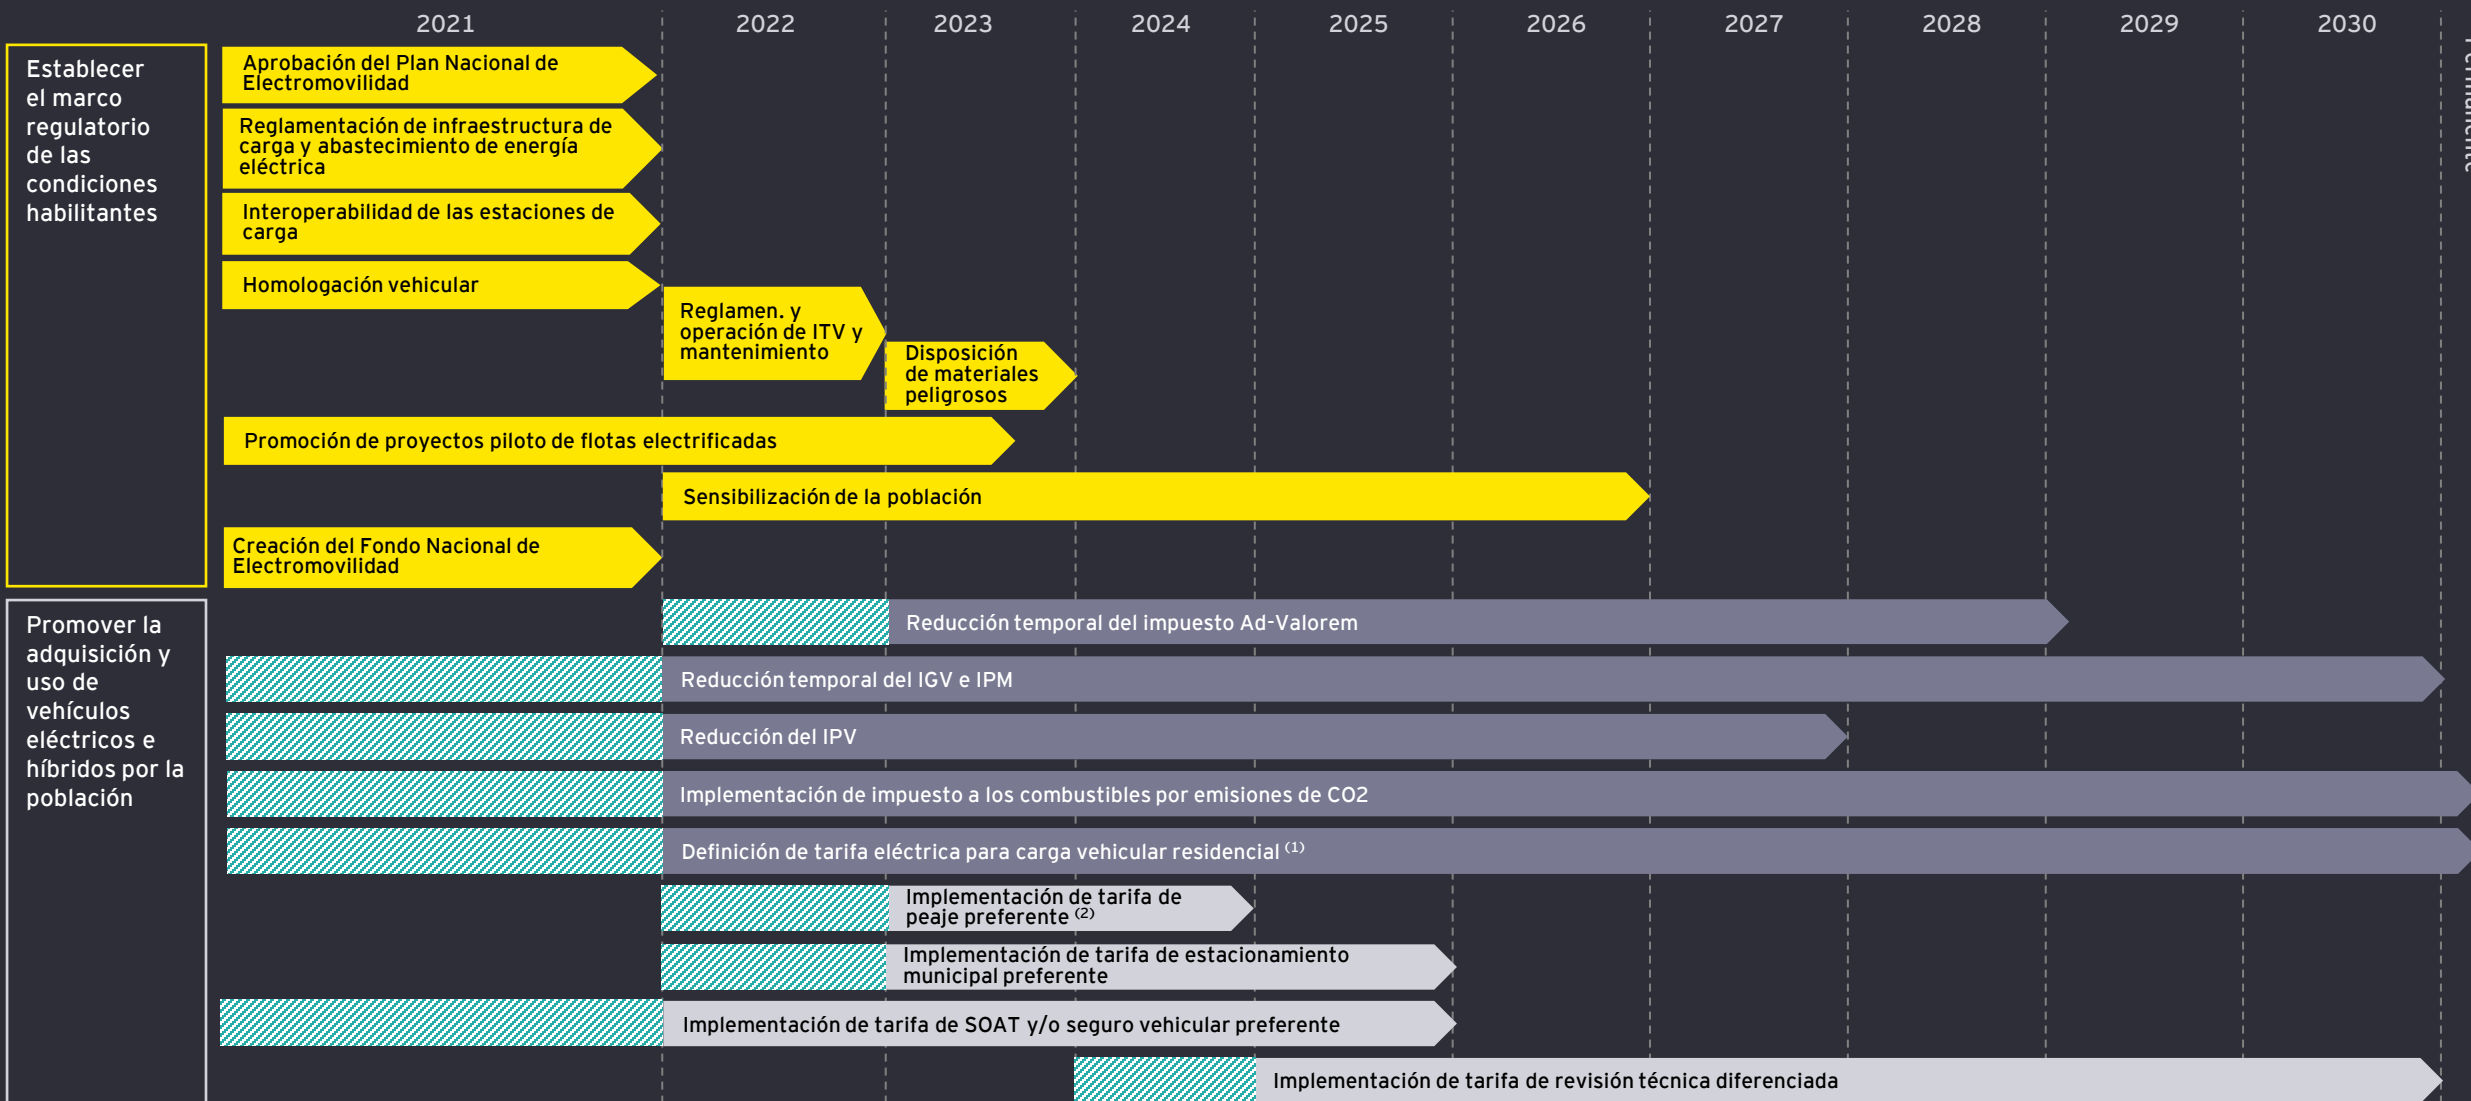 2021 2022 2023 2024 2025 2026 2027 2028 2029 2030
Permanente
Establecer
el marco
regulatorio
de las
condiciones
habilitantes
Aprobación del Plan Nacional de
Electromovilidad
Reglamentación de infraestructura de
carga y abastecimiento de energía
eléctrica
Interoperabilidad de las estaciones de
carga
Homologación vehicular
Reglamen. y
operación de ITV y
mantenimiento
Disposición
de materiales
peligrosos
Promoción de proyectos piloto de flotas electrificadas
Sensibilización de la población
Creación del Fondo Nacional de
Electromovilidad
Promover la
adquisición y
uso de
vehículos
eléctricos e
híbridos por la
población
Reducción temporal del impuesto Ad-Valorem
Reducción temporal del IGV e IPM
Reducción del IPV
Implementación de impuesto a los combustibles por emisiones de CO2
Definición de tarifa eléctrica para carga vehicular residencial (1)
Implementación de tarifa de
peaje preferente (2)
Implementación de tarifa de estacionamiento
municipal preferente
Implementación de tarifa de SOAT y/o seguro vehicular preferente
Implementación de tarifa de revisión técnica diferenciada